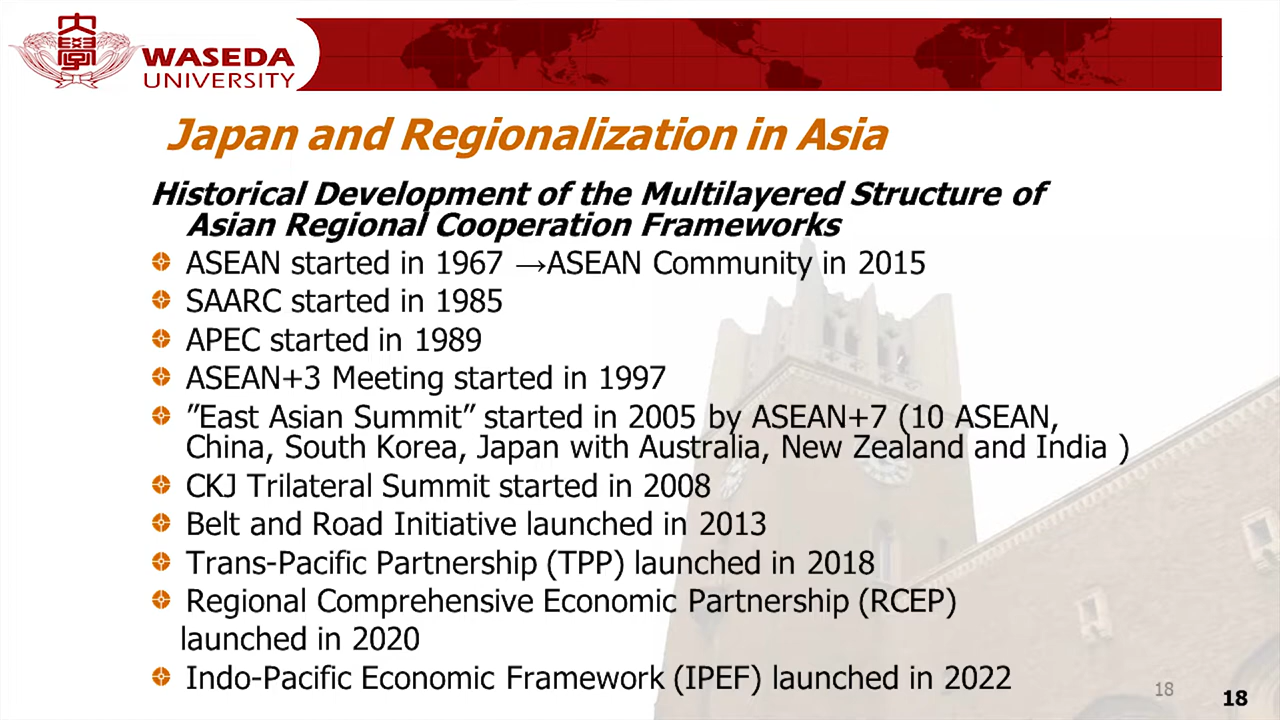 大學
WASEDA
UNIVERSITY
Japan and Regionalization in Asia
Historical Development of the Multilayered Structure of
Asian Regional Cooperation Frameworks
ASEAN started in 1967 →ASEAN Community in 2015
SAARC started in 1985
APEC started in 1989
ASEAN+3 Meeting started in 1997
”East Asian Summit” started in 2005 by ASEAN+7 (10 ASEAN,
China, South Korea, Japan with Australia, New Zealand and India )
CKJ Trilateral Summit started in 2008
Belt and Road Initiative launched in 2013
Trans-Pacific Partnership (TPP) launched in 2018
Regional Comprehensive Economic Partnership (RCEP)
launched in 2020
Indo-Pacific Economic Framework (IPEF) launched in 2022
18
18